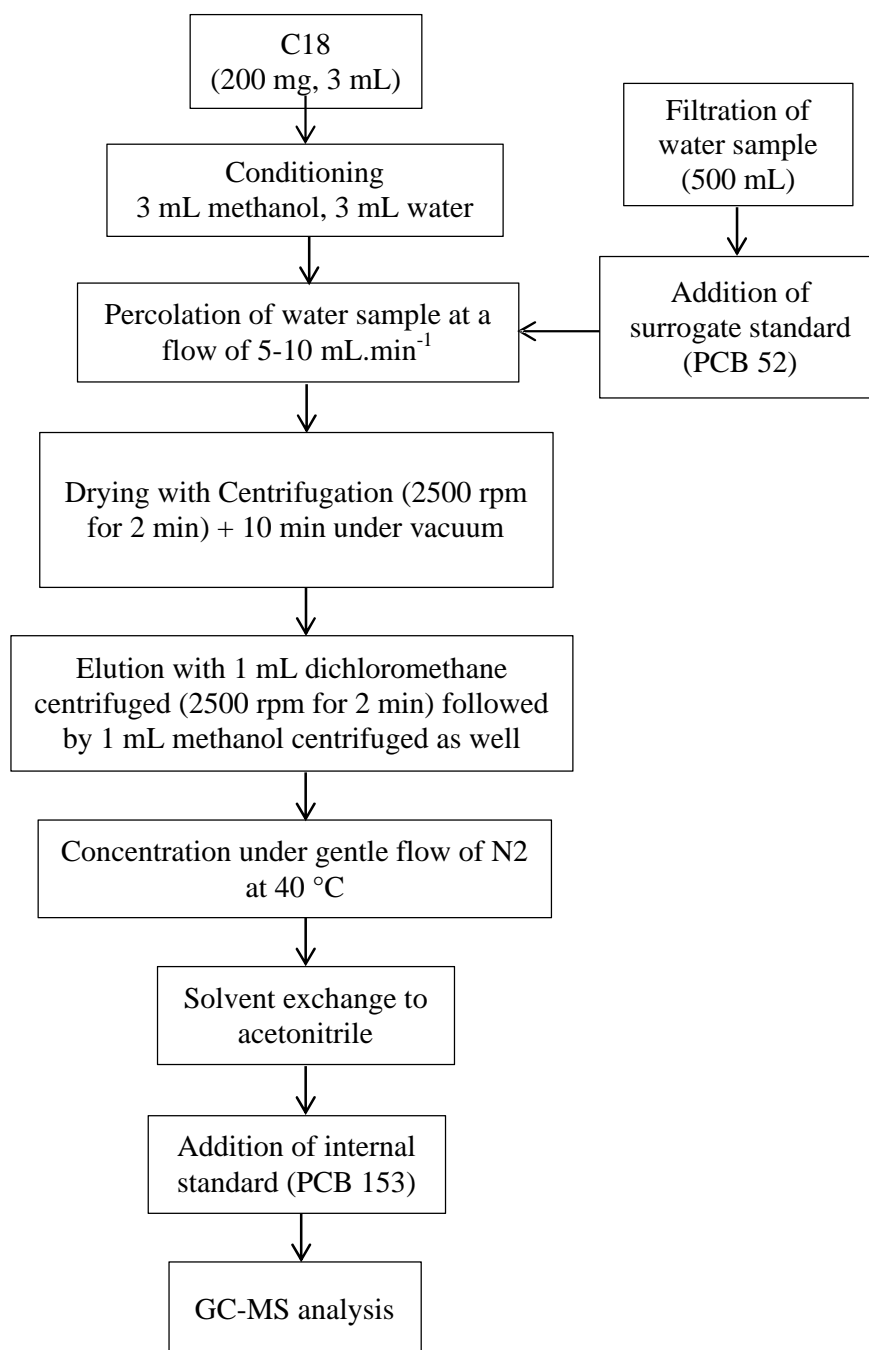 C18
(200 mg, 3 mL)
Filtration of
water sample
(500 mL)
Conditioning
3 mL methanol, 3 mL water
Addition of
surrogate standard
(PCB 52)
Percolation of water sample at a
flow of 5-10 mL.min⁻¹
Drying with Centrifugation (2500 rpm
for 2 min) + 10 min under vacuum
Elution with 1 mL dichloromethane
centrifuged (2500 rpm for 2 min) followed
by 1 mL methanol centrifuged as well
Concentration under gentle flow of N2
at 40 °C
Solvent exchange to
acetonitrile
Addition of internal
standard (PCB 153)
GC-MS analysis